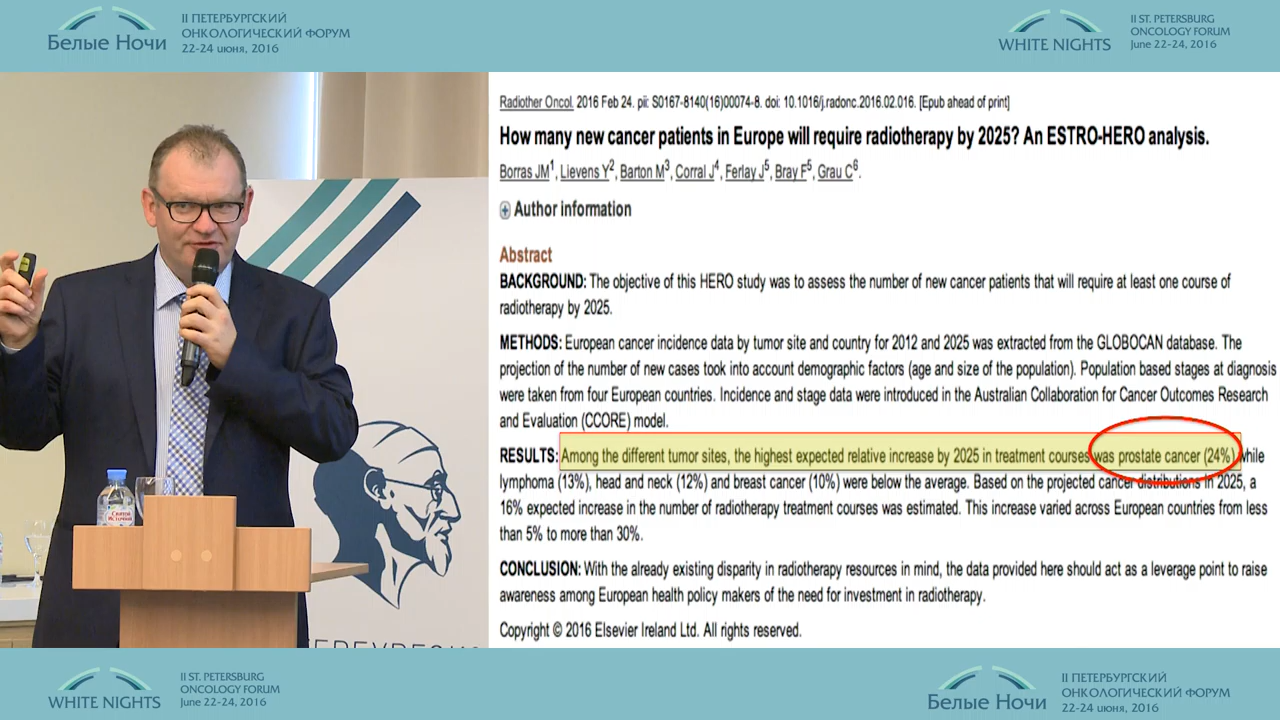 II ПЕТЕРБУРГСКИЙ
ОНКОЛОГИЧЕСКИЙ ФОРУМ
Белые Ночи
22-24 июня, 2016
II ST. PETERSBURG
ONCOLOGY FORUM
WHITE NIGHTS
June 22-24, 2016
Radiother Oncol. 2016 Feb 24. pii: S0167-8140(16)00074-8. doi: 10.1016/j.radonc.2016.02.016. [Epub ahead of print]
How many new cancer patients in Europe will require radiotherapy by 2025? An ESTRO-HERO analysis.
Borras JM1, Lievens Y2, Barton M3, Corral J4, Ferlay J5, Bray F5, Grau C6.
Author information
Abstract
BACKGROUND: The objective of this HERO study was to assess the number of new cancer patients that will require at least one course of
radiotherapy by 2025.
METHODS: European cancer incidence data by tumor site and country for 2012 and 2025 was extracted from the GLOBOCAN database. The
projection of the number of new cases took into account demographic factors (age and size of the population). Population based stages at diagnosis
were taken from four European countries. Incidence and stage data were introduced in the Australian Collaboration for Cancer Outcomes Research
and Evaluation (CCORE) model.
RESULTS: Among the different tumor sites, the highest expected relative increase by 2025 in treatment courses was prostate cancer (24%) while
lymphoma (13%), head and neck (12%) and breast cancer (10%) were below the average. Based on the projected cancer distributions in 2025, a
16% expected increase in the number of radiotherapy treatment courses was estimated. This increase varied across European countries from less
than 5% to more than 30%.
CONCLUSION: With the already existing disparity in radiotherapy resources in mind, the data provided here should act as a leverage point to raise
awareness among European health policy makers of the need for investment in radiotherapy.
Copyright © 2016 Elsevier Ireland Ltd. All rights reserved.
Святой
Источник
II ST. PETERSBURG
ONCOLOGY FORUM
WHITE NIGHTS
June 22-24, 2016
II ПЕТЕРБУРГСКИЙ
ОНКОЛОГИЧЕСКИЙ ФОРУМ
Белые Ночи
22-24 июня, 2016